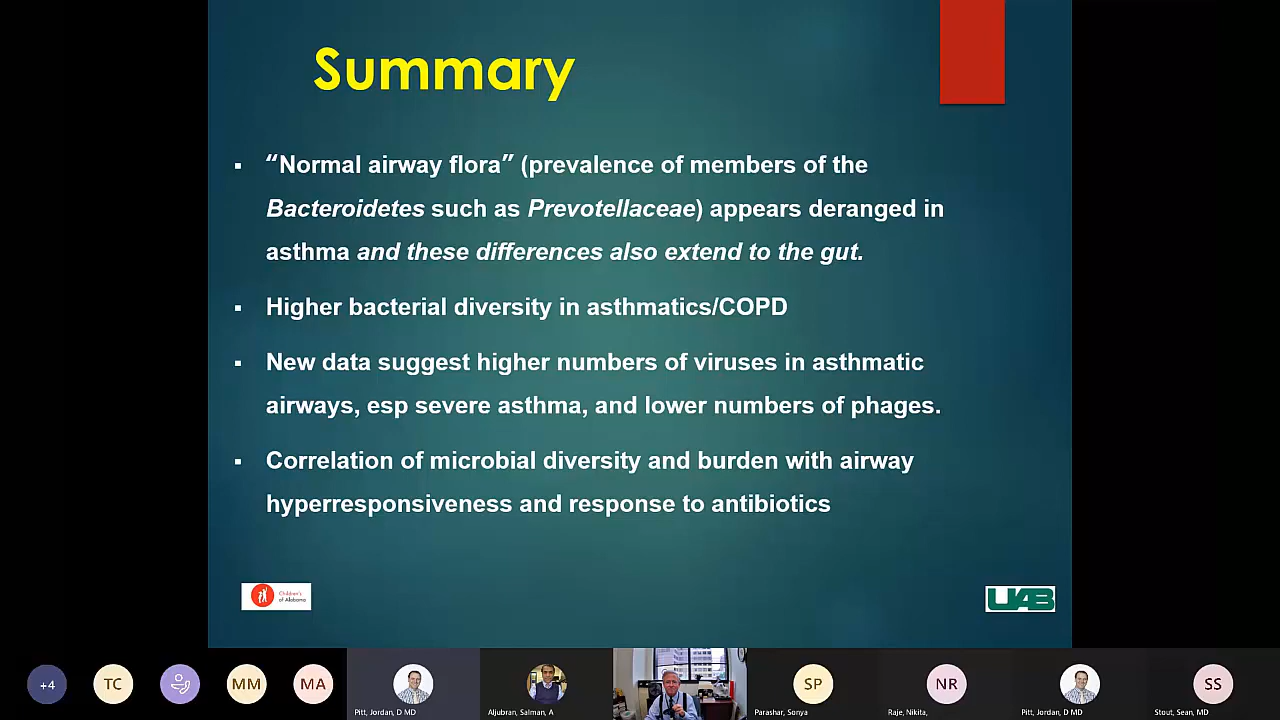 Summary
“Normal airway flora” (prevalence of members of the
Bacteroidetes such as Prevotellaceae) appears deranged in
asthma and these differences also extend to the gut.
Higher bacterial diversity in asthmatics/COPD
New data suggest higher numbers of viruses in asthmatic
airways, esp severe asthma, and lower numbers of phages.
Correlation of microbial diversity and burden with airway
hyperresponsiveness and response to antibiotics
Children's
of Alabama
UAB
+4
TC
MM
MA
SP
NR
SS
Pitt, Jordan, D MD
Aljubran, Salman, A
Parashar, Sonya
Raje, Nikita,
Pitt, Jordan, D MD
Stout, Sean, MD